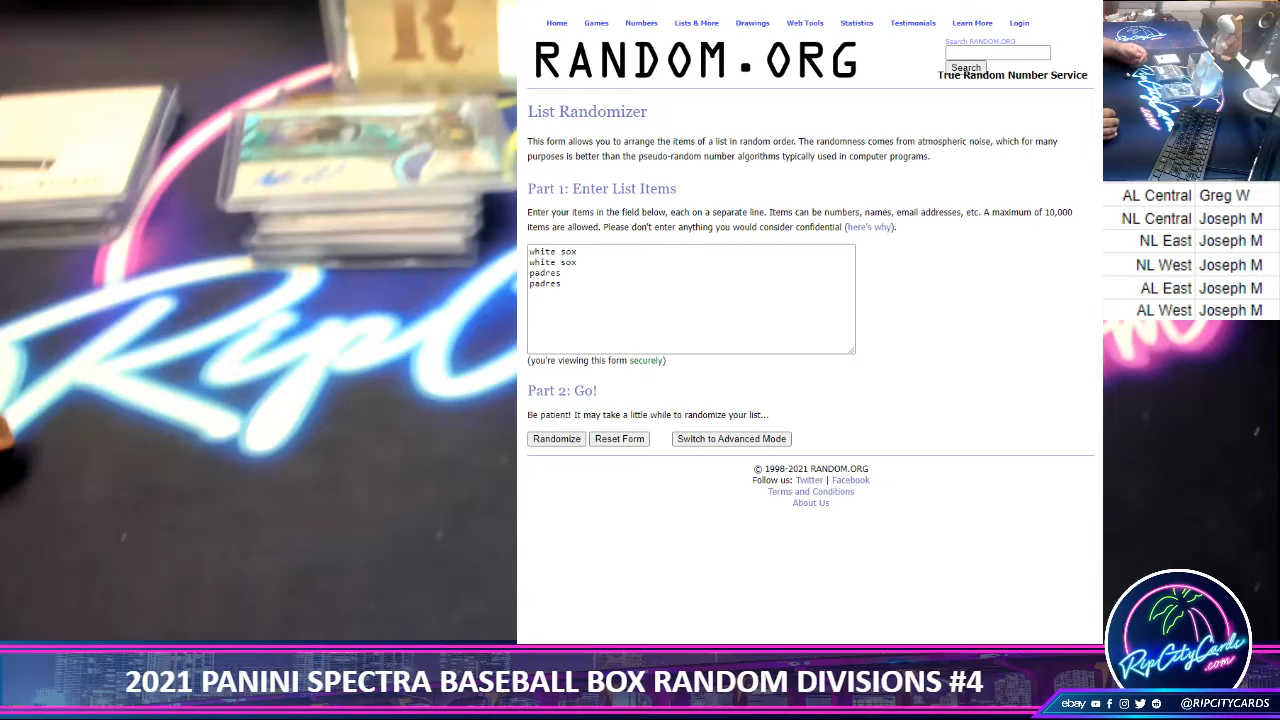 Home Games Numbers Lists & More Drawings Web Tools Statistics Testimonials Learn More Login
RANDOM.ORG
Search RANDOM.ORG
Search
True Random Number Service
List Randomizer
This form allows you to arrange the items of a list in random order. The randomness comes from atmospheric noise, which for many
purposes is better than the pseudo-random number algorithms typically used in computer programs.
Part 1: Enter List Items
Enter your items in the field below, each on a separate line. Items can be numbers, names, email addresses, etc. A maximum of 10,000
items are allowed. Please don't enter anything you would consider confidential (here's why).
white sox
white sox
padres
padres
(you're viewing this form securely)
Part 2: Go!
Be patient! It may take a little while to randomize your list...
Randomize Reset Form Switch to Advanced Mode
© 1998-2021 RANDOM.ORG
Follow us: Twitter | Facebook
Terms and Conditions
About Us
AL Central Greg W
NL Central Joseph M
NL East Joseph M
NL West Joseph M
AL East Joseph M
AL West Joseph M
RipCityCards
.com
2021 PANINI SPECTRA BASEBALL BOX RANDOM DIVISIONS #4
ebay @RIPCITYCARDS